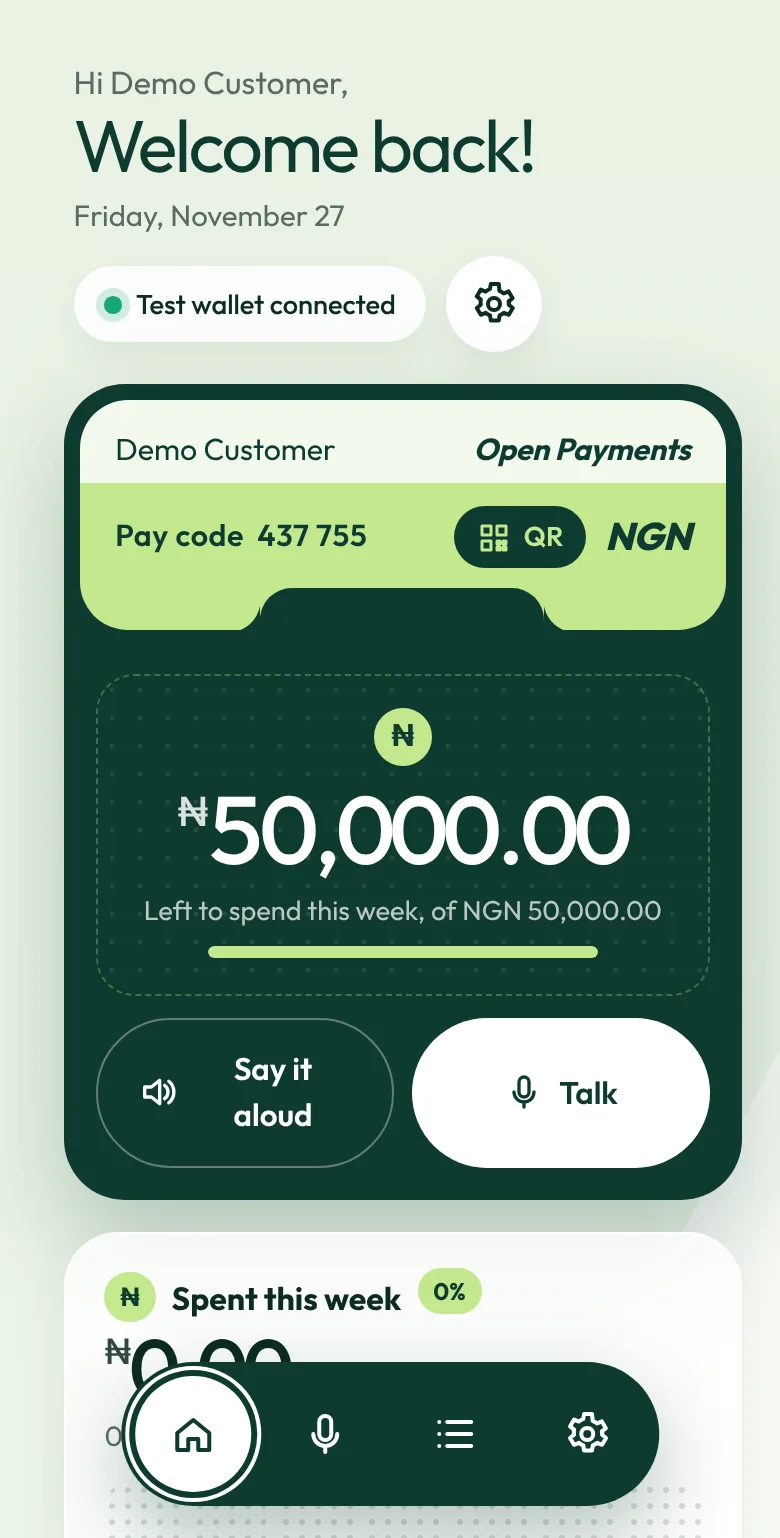 Hi Demo Customer,
Welcome back!
Friday, November 27
Test wallet connected
Demo Customer
Open Payments
Pay code 437 755
QR
NGN
₦
₦50,000.00
Left to spend this week, of NGN 50,000.00
Say it
aloud
Talk
₦
Spent this week
0%
₦0.00